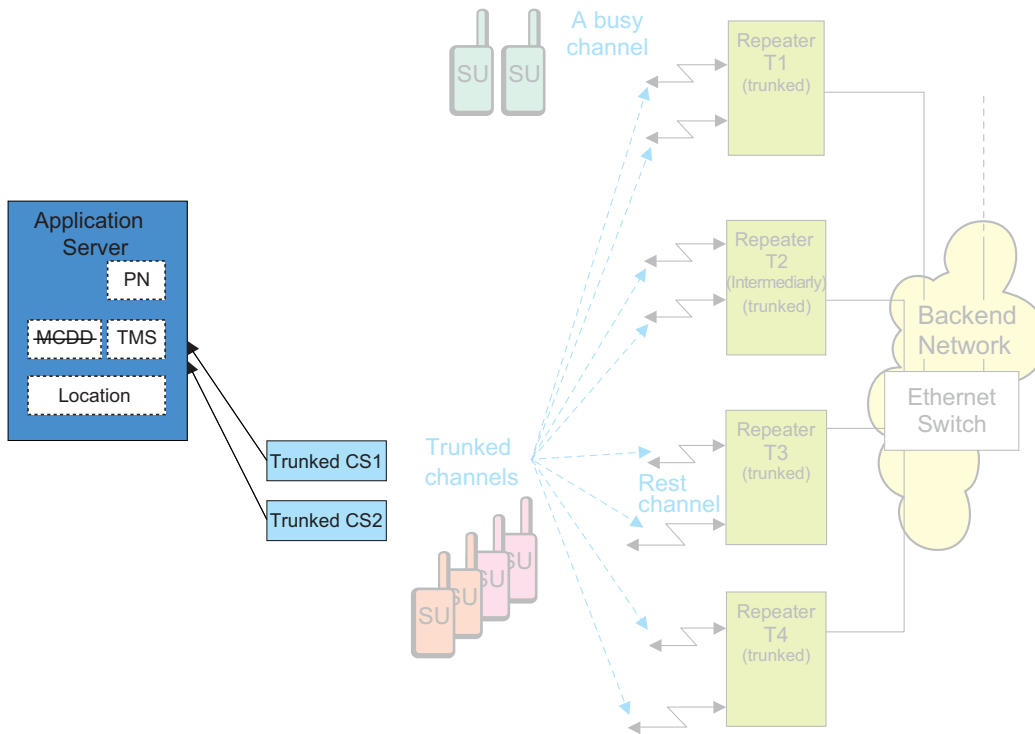 A busy
channel
SU
SU
Repeater
T1
(trunked)
Application
Server
PN
MCDD
TMS
Location
Repeater
T2
(Intermediarly)
(trunked)
Backend
Network
Ethernet
Switch
Trunked CS1
Trunked CS2
Trunked
channels
Rest
channel
Repeater
T3
(trunked)
SU
SU
SU
SU
Repeater
T4
(trunked)